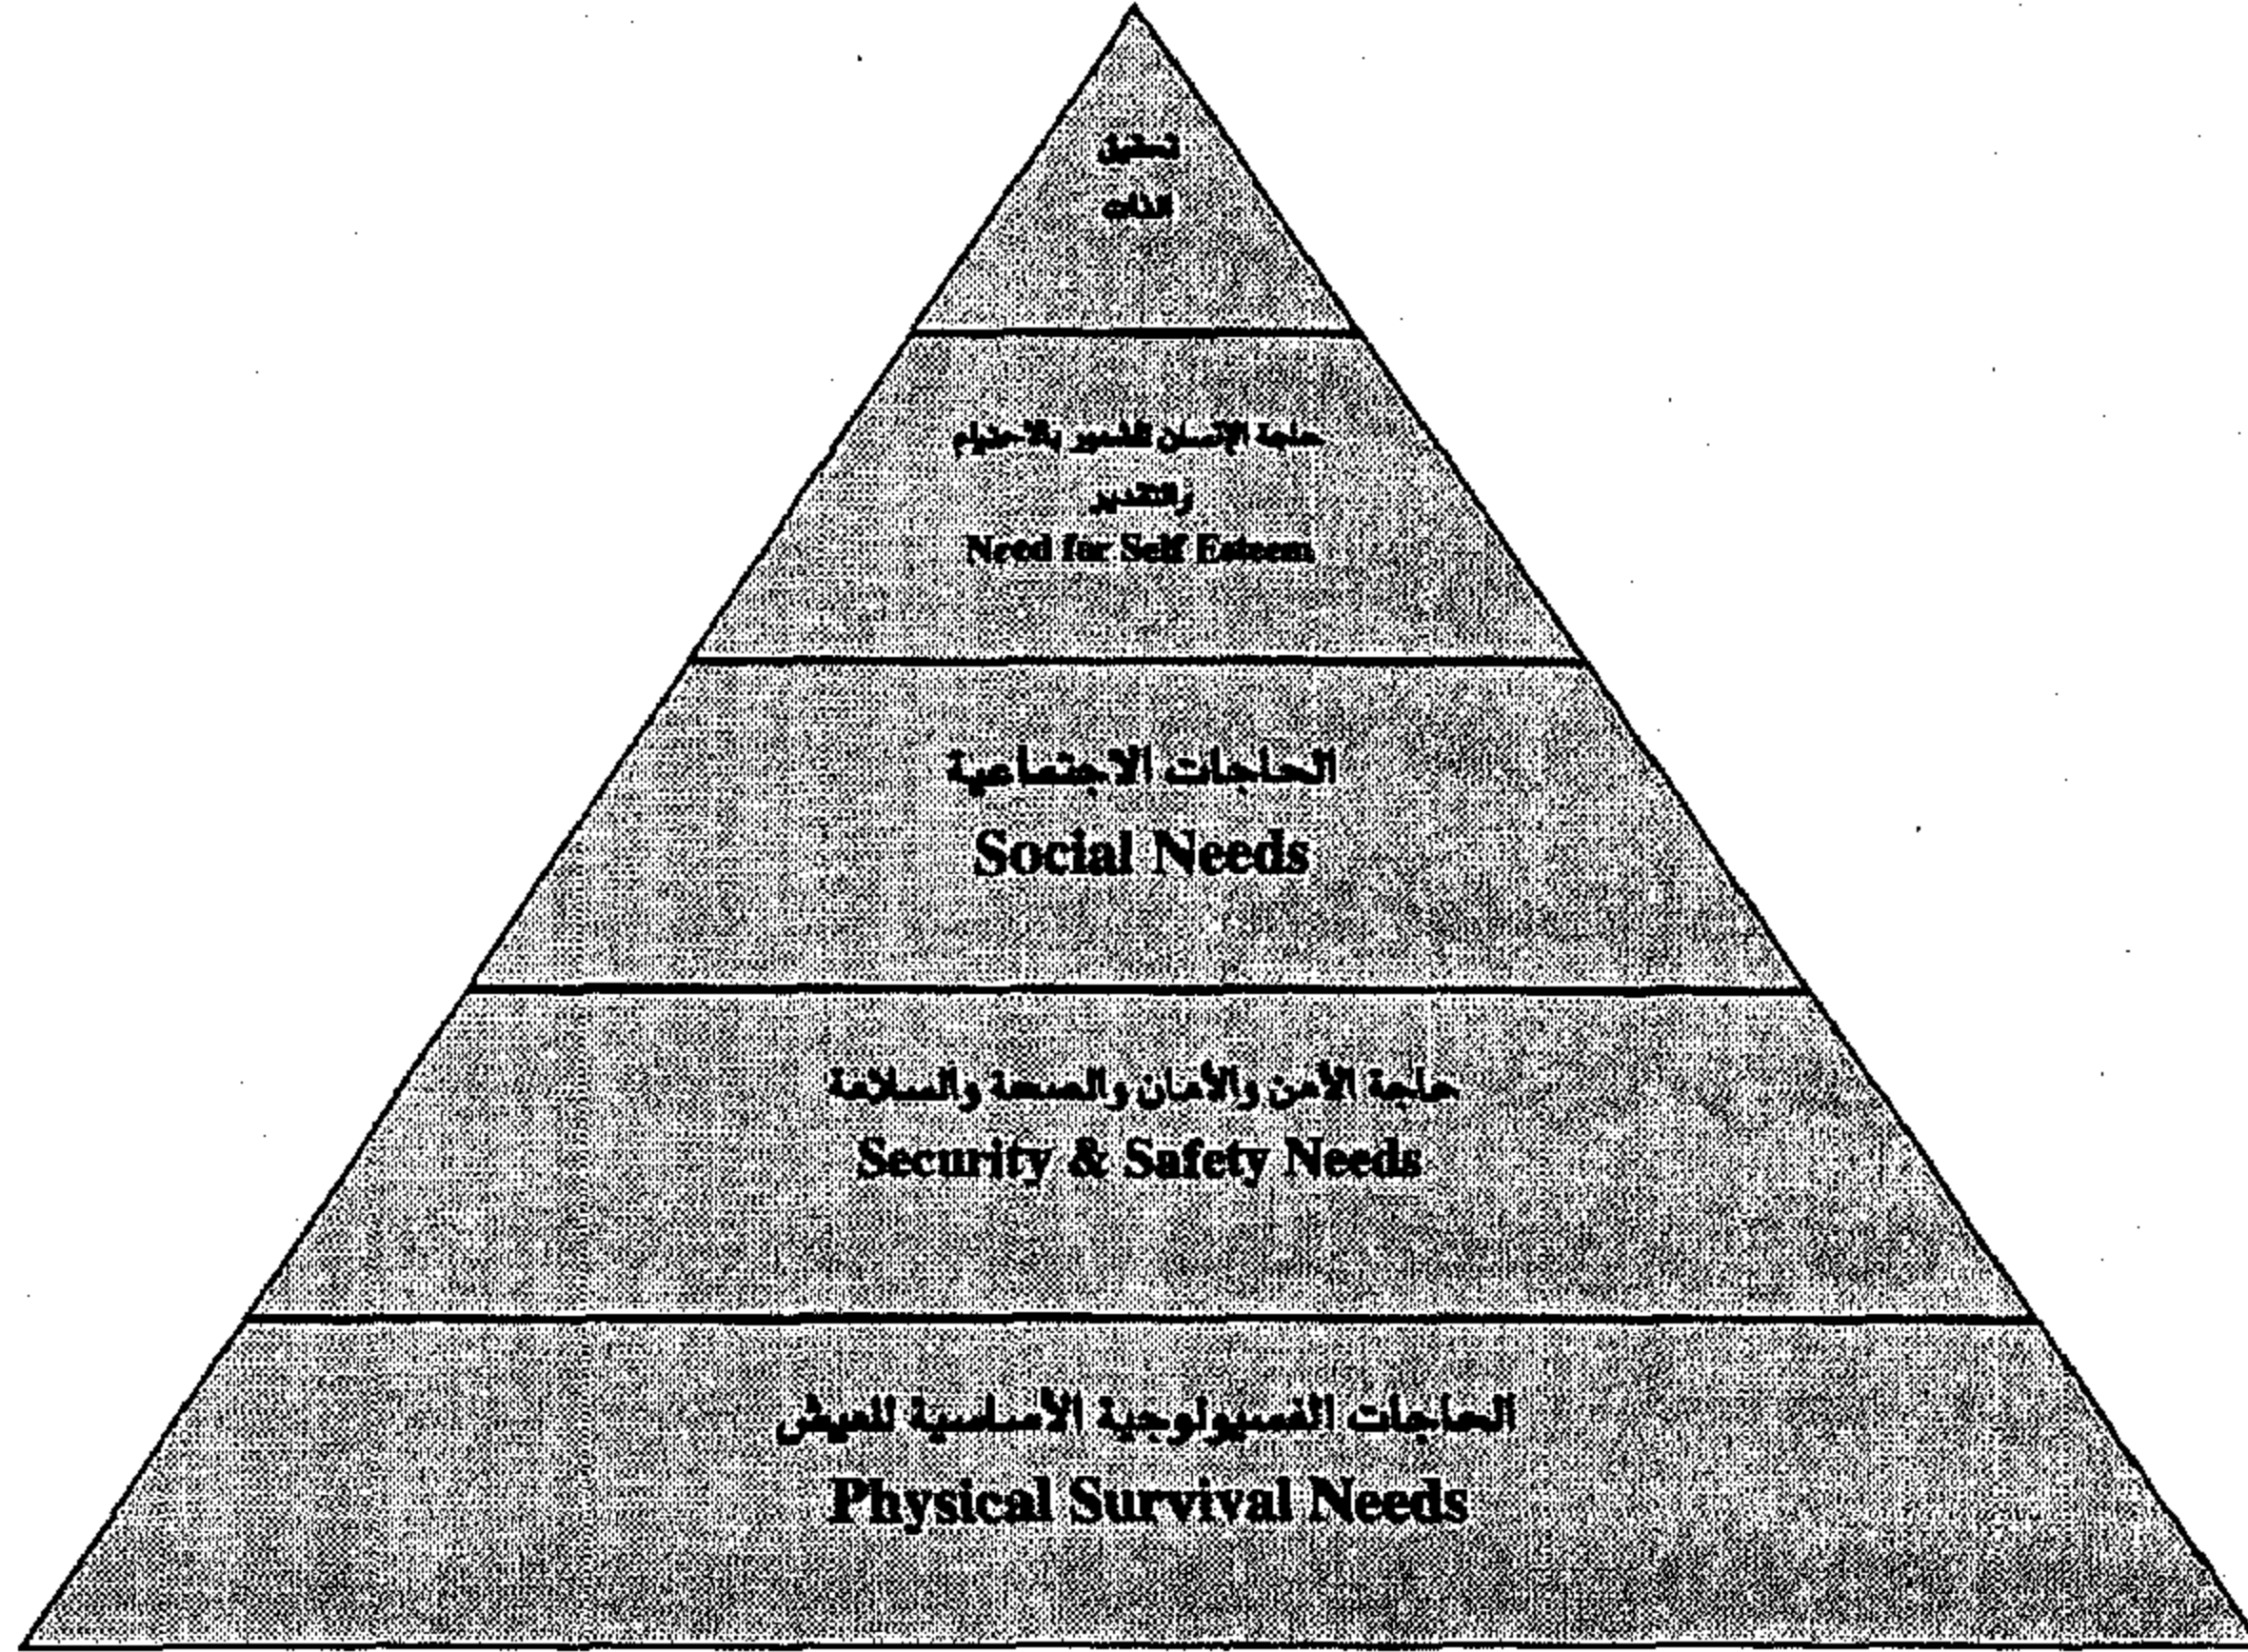 تحقيق
الذات
حاجة الإنسان للشعور بالاحترام
والتقدير
Need for Self Esteem
الحاجات الاجتماعية
Social Needs
حاجة الأمن والأمان والصحة والسلامة
Security & Safety Needs
الحاجات الفسيولوجية الأساسية للعيش
Physical Survival Needs